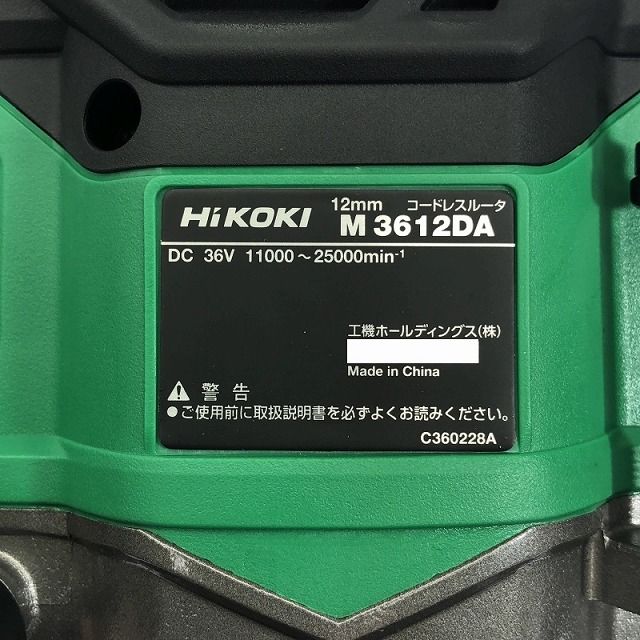 HiKOKI 12mm コードレスルータ
M 3612DA
DC 36V 11000～25000min-1
工機ホールディングス(株)
Made in China
⚠ 警告
●ご使用前に取扱説明書を必ずよくお読みください。
C360228A